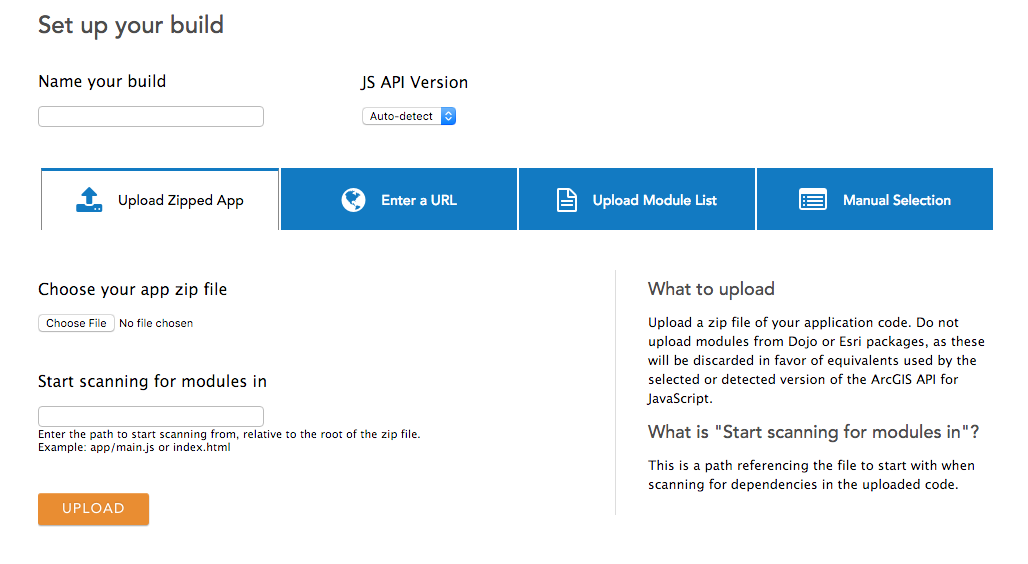 Set up your build
Name your build
JS API Version
Auto-detect
Upload Zipped App
Enter a URL
Upload Module List
Manual Selection
Choose your app zip file
Choose File No file chosen
Start scanning for modules in
Enter the path to start scanning from, relative to the root of the zip file.
Example: app/main.js or index.html
UPLOAD
What to upload
Upload a zip file of your application code. Do not
upload modules from Dojo or Esri packages, as these
will be discarded in favor of equivalents used by the
selected or detected version of the ArcGIS API for
JavaScript.
What is "Start scanning for modules in"?
This is a path referencing the file to start with when
scanning for dependencies in the uploaded code.